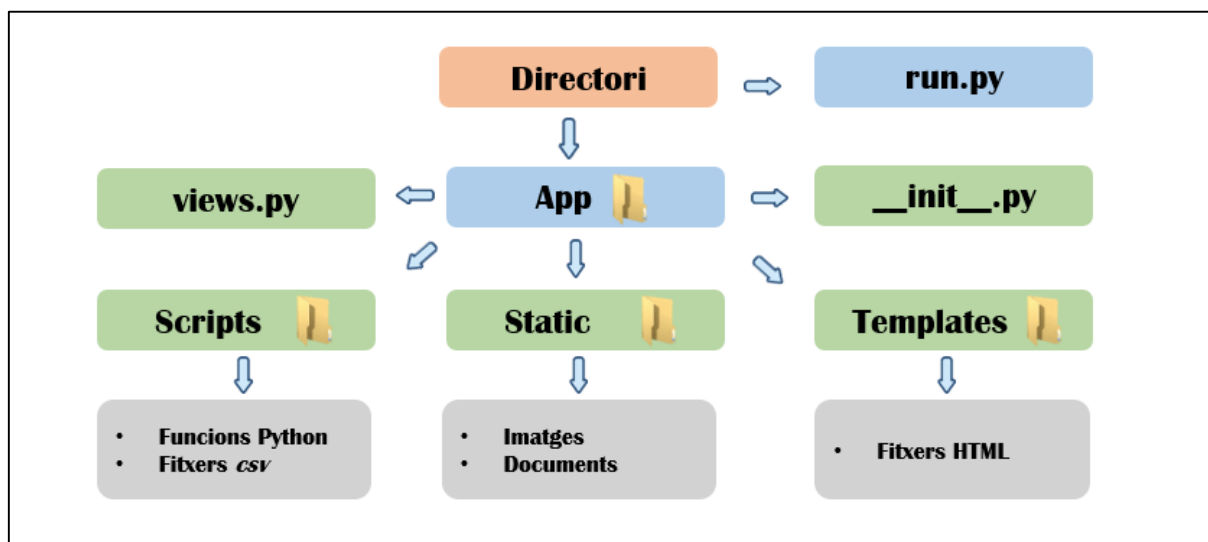 Directori
run.py
views.py
App
__init__.py
Scripts
Static
Templates
• Funcions Python
• Fitxers csv
• Imatges
• Documents
• Fitxers HTML